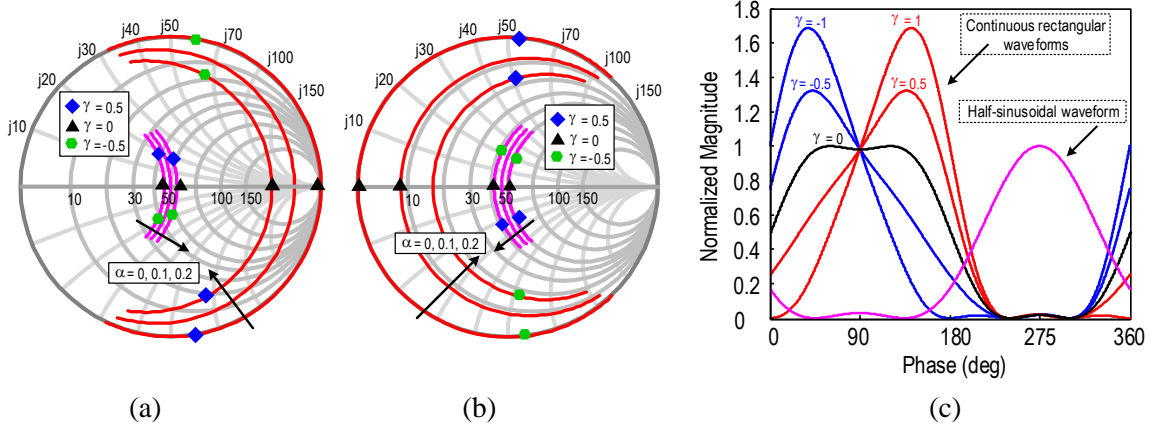 j10
j20
j30
j40
j50
j70
j100
j150
γ = 0.5
γ = 0
γ = -0.5
10
30
50
100
150
α = 0, 0.1, 0.2
(a)
j10
j20
j30
j40
j50
j70
j100
j150
γ = 0.5
γ = 0
γ = -0.5
10
30
50
100
150
α = 0, 0.1, 0.2
(b)
Normalized Magnitude
1.8
1.6
1.4
1.2
1
0.8
0.6
0.4
0.2
0
γ = -1
γ = 1
γ = -0.5
γ = 0.5
γ = 0
Continuous rectangular
waveforms
Half-sinusoidal waveform
0
90
180
275
360
Phase (deg)
(c)